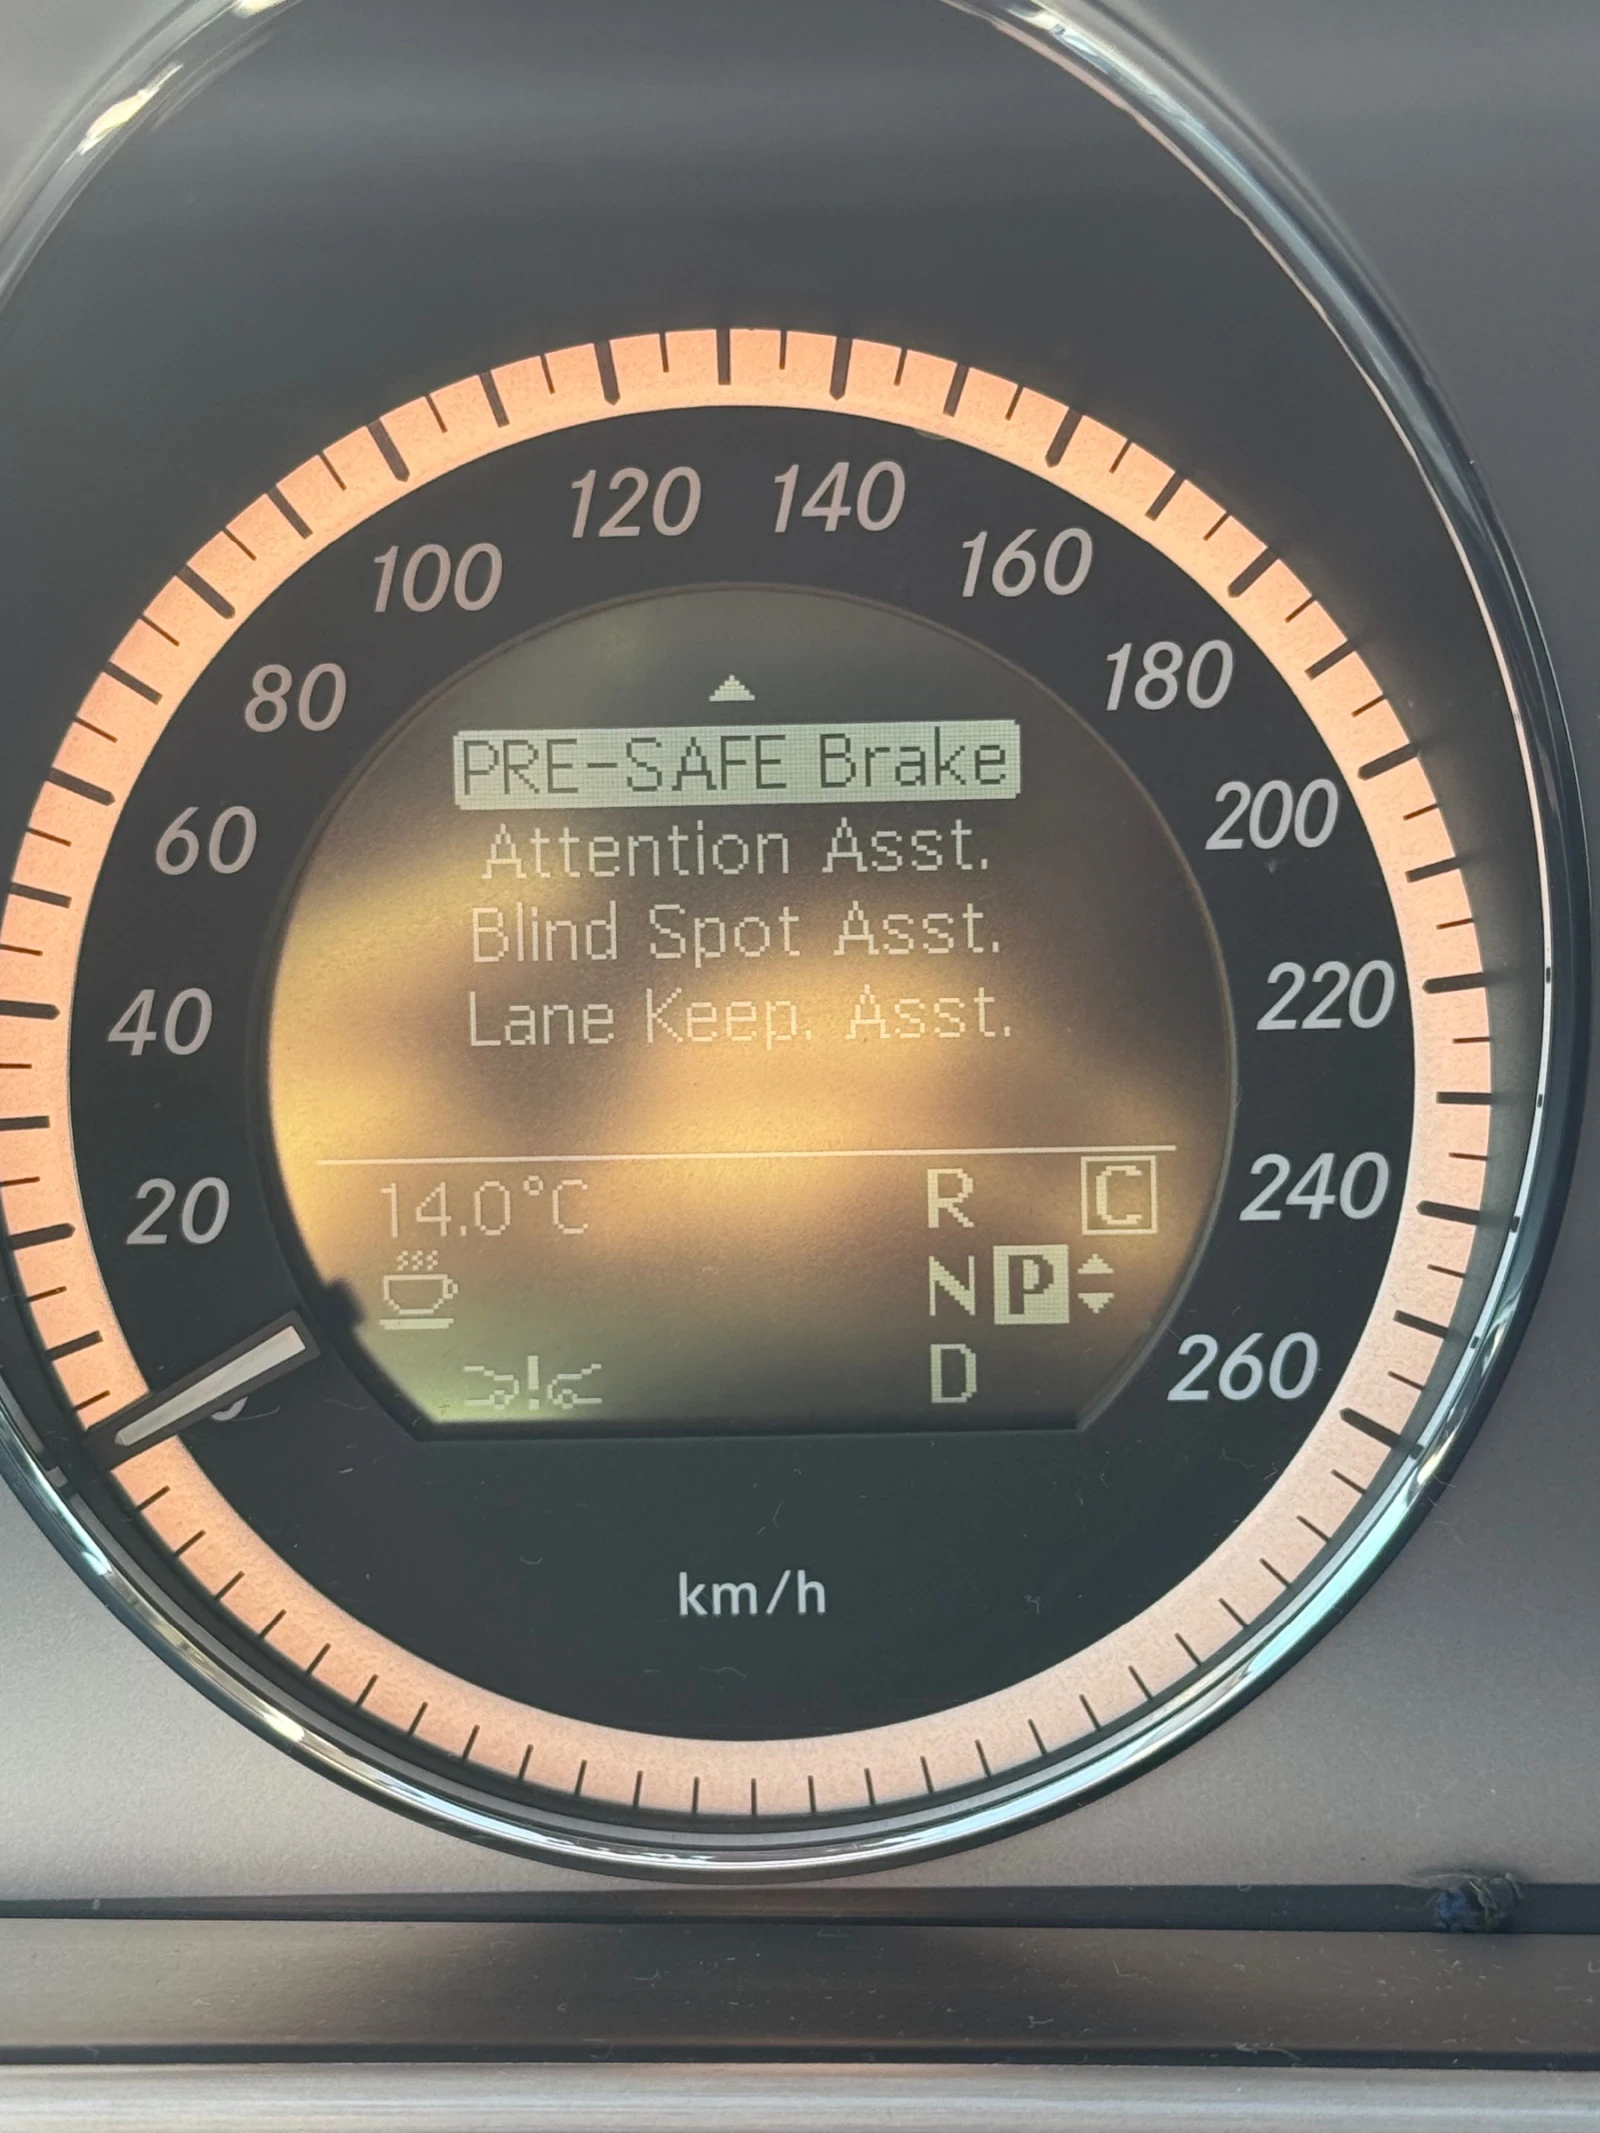 120 140
100 160
80 180
PRE-SAFE Brake
Attention Asst.
Blind Spot Asst.
Lane Keep. Asst.
60 200
40 220
20 240
14.0°C
R C
N P
D
260
km/h